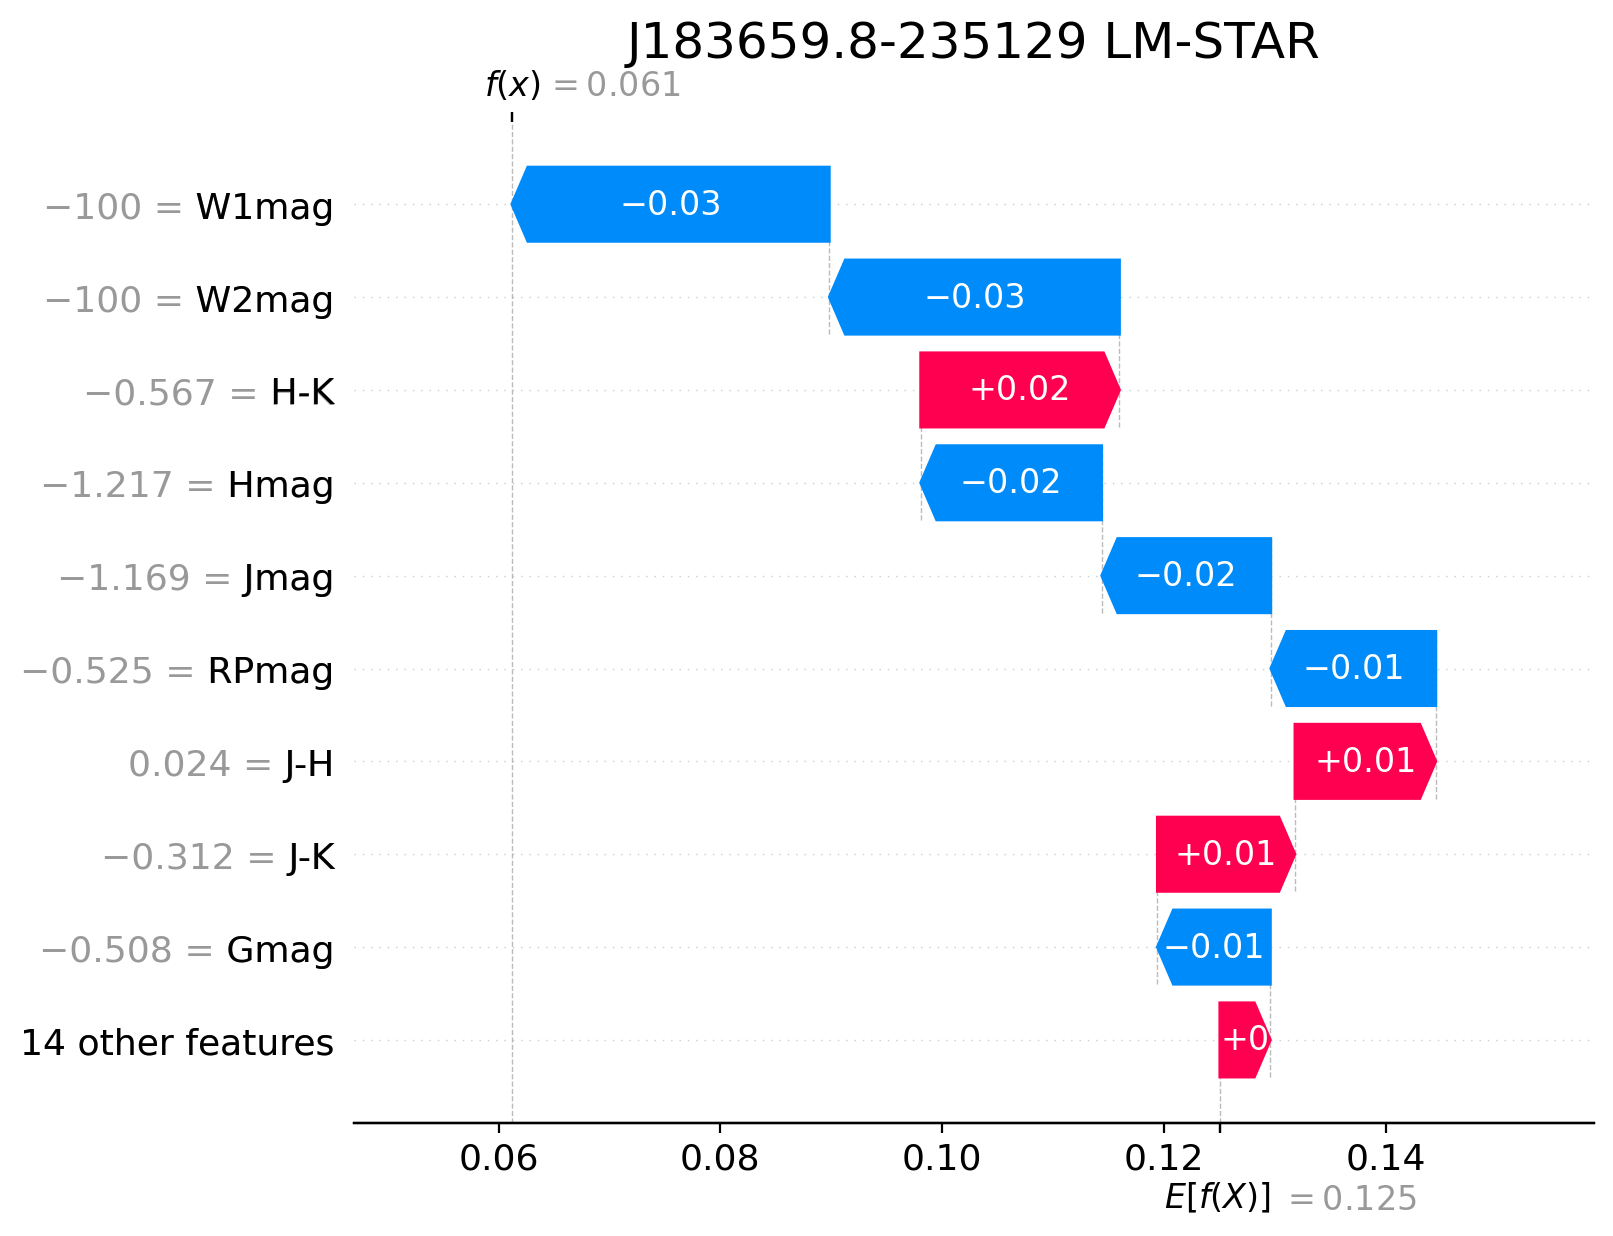 J183659.8-235129 LM-STAR
f(x) = 0.061
−100 = W1mag
−0.03
−100 = W2mag
−0.03
−0.567 = H-K
+0.02
−1.217 = Hmag
−0.02
−1.169 = Jmag
−0.02
−0.525 = RPmag
−0.01
0.024 = J-H
+0.01
−0.312 = J-K
+0.01
−0.508 = Gmag
−0.01
14 other features
+0
0.06 0.08 0.10 0.12 0.14
E[f(X)] = 0.125